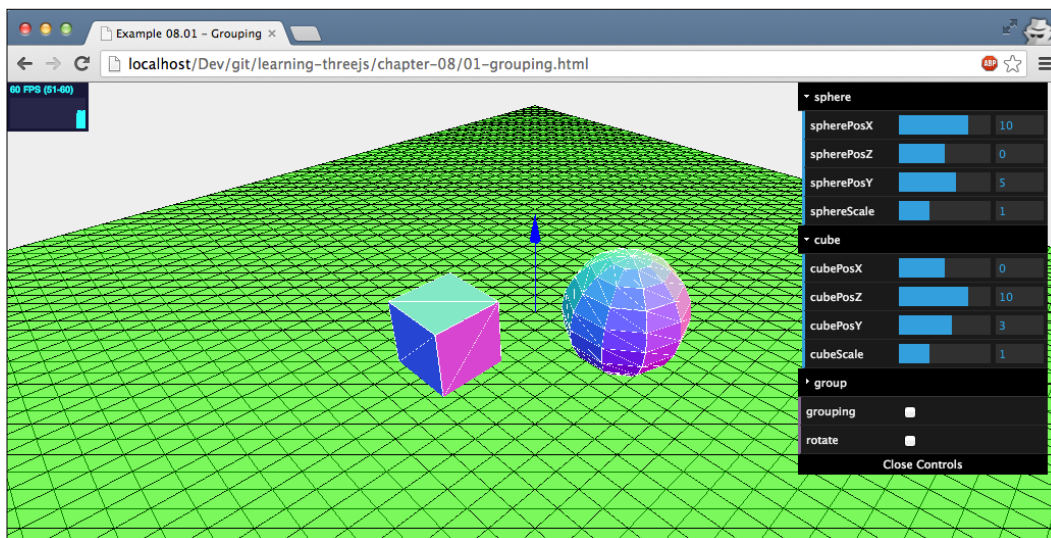 Example 08.01 - Grouping
localhost/Dev/git/learning-threejs/chapter-08/01-grouping.html
ABP
60 FPS (51-60)
sphere
spherePosX 10
spherePosZ 0
spherePosY 5
sphereScale 1
cube
cubePosX 0
cubePosZ 10
cubePosY 3
cubeScale 1
group
grouping
rotate
Close Controls